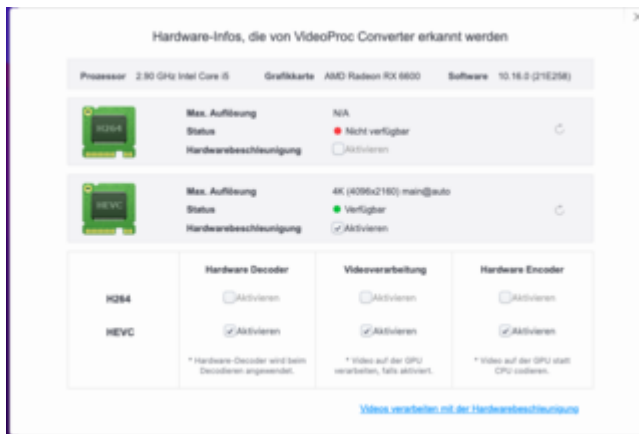 Hardware-Infos, die von VideoProc Converter erkannt werden
Prozessor 2.90 GHz Intel Core i5 Grafikkarte AMD Radeon RX 6600 Software 10.16.0 (21E258)
H264
Max. Auflösung N/A
Status Nicht verfügbar
Hardwarebeschleunigung Aktivieren
HEVC
Max. Auflösung 4K (4096x2160) main@auto
Status Verfügbar
Hardwarebeschleunigung Aktivieren
Hardware Decoder Videoverarbeitung Hardware Encoder
H264 Aktivieren Aktivieren Aktivieren
HEVC Aktivieren Aktivieren Aktivieren
* Hardware-Decoder wird beim Decodieren angewendet.
* Video auf der GPU verarbeiten, falls aktiviert.
* Video auf der GPU statt CPU codieren.
Videos verarbeiten mit der Hardwarebeschleunigung